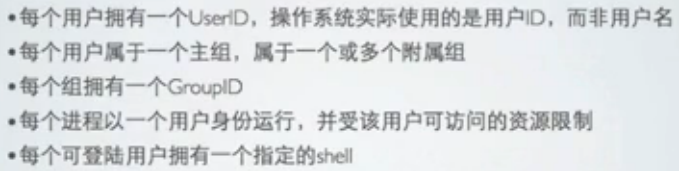 •每个用户拥有一个UserID，操作系统实际使用的是用户ID，而非用户名
•每个用户属于一个主组，属于一个或多个附属组
•每个组拥有一个GroupID
•每个进程以一个用户身份运行，并受该用户可访问的资源限制
•每个可登陆用户拥有一个指定的shell